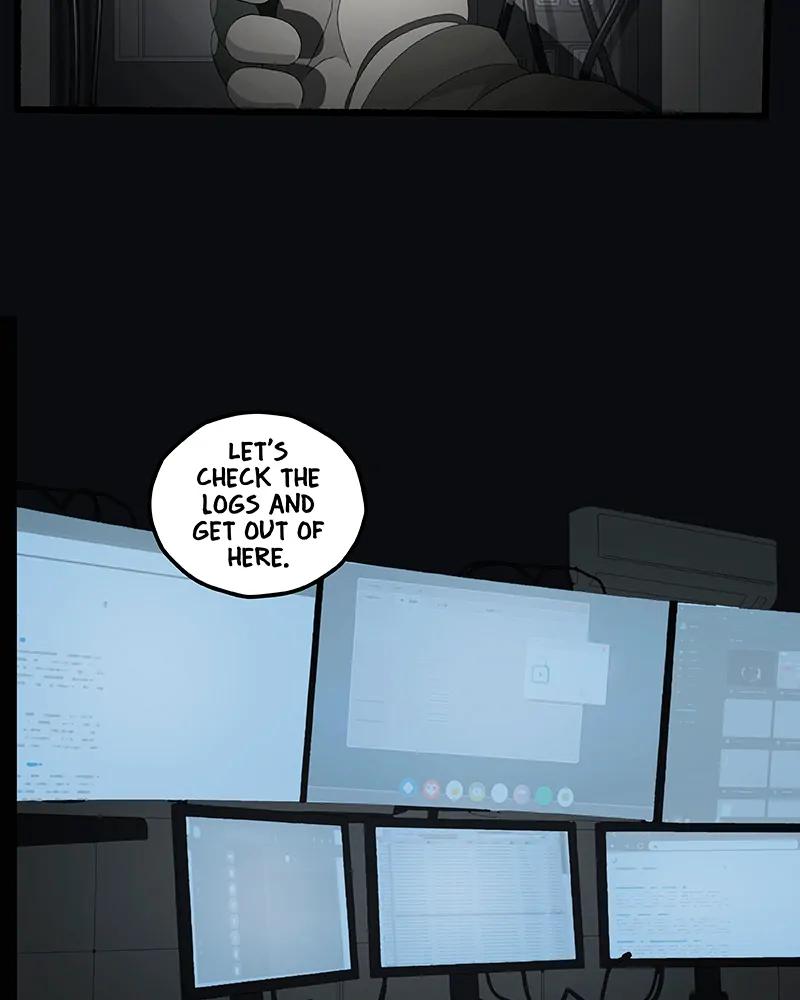 LET'S
CHECK THE
LOGS AND
GET OUT OF
HERE.